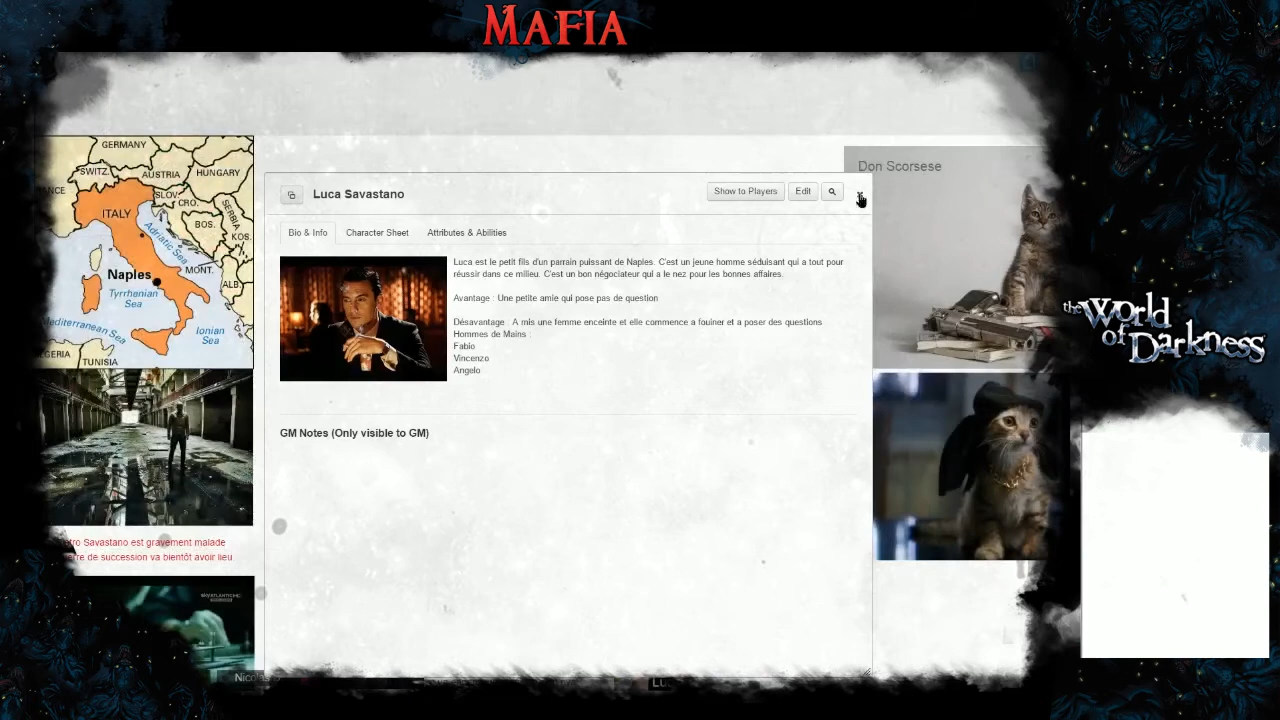 MAFIA
GERMANY
SWITZ.
AUSTRIA
HUNGARY
SLOV.
CRO.
SERBIA
ITALY
BOS.
KOS.
Adriatic Sea
MONT.
Naples
ALB.
Tyrrhenian
Sea
Ionian
Sea
TUNISIA
Savastano est gravement malade
de succession va bientôt avoir lieu
Luca Savastano
Show to Players
Edit
Bio & Info
Character Sheet
Attributes & Abilities
Luca est le petit fils d'un parrain puissant de Naples. C'est un jeune homme séduisant qui a tout pour
réussir dans ce milieu. C'est un bon négociateur qui a le nez pour les bonnes affaires.
Avantage : Une petite amie qui pose pas de question
Désavantage A mis une femme enceinte et elle commence a fouiner et a poser des questions
Hommes de Mains :
Fabio
Vincenzo
Angelo
GM Notes (Only visible to GM)
Don Scorsese
the World
of Darkness